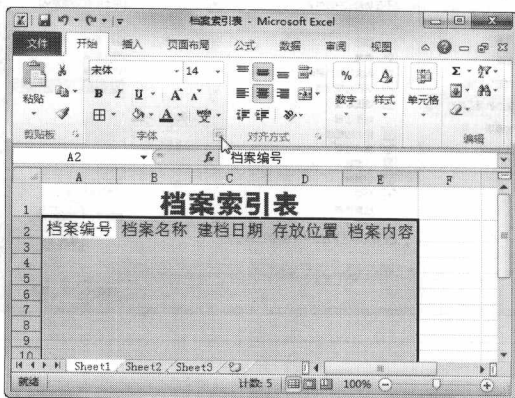 档案索引表 - Microsoft Excel
文件 开始 插入 页面布局 公式 数据 审阅 视图
宋体 14
粘贴 B I U A A % 数字 样式 单元格 Σ
剪贴板 字体 对齐方式 编辑
A2 fx 档案编号
A B C D E F
1 档案索引表
2 档案编号 档案名称 建档日期 存放位置 档案内容
3
4
5
6
7
8
9
10
Sheet1 Sheet2 Sheet3
就绪 计数: 5 100%